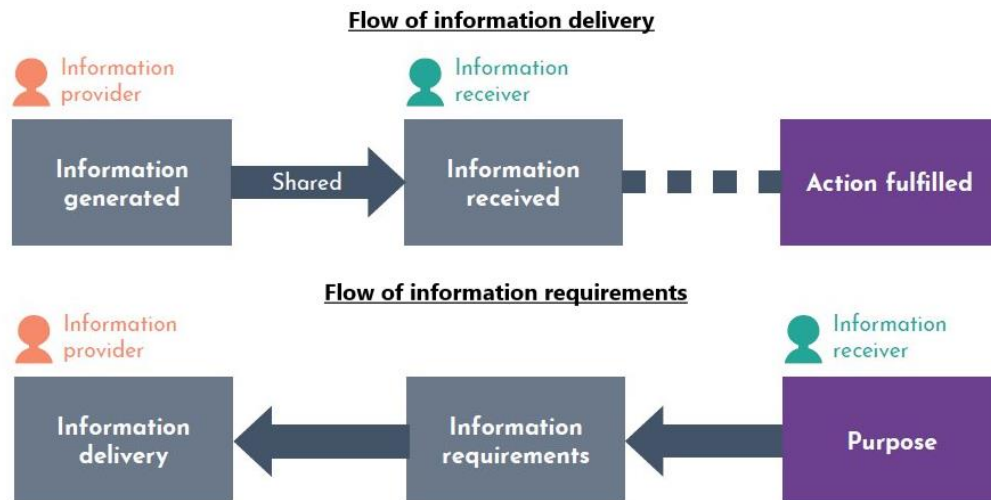 Flow of information delivery
Information
provider
Information
receiver
Information
generated
Shared
Information
received
Action fulfilled
Flow of information requirements
Information
provider
Information
receiver
Information
delivery
Information
requirements
Purpose